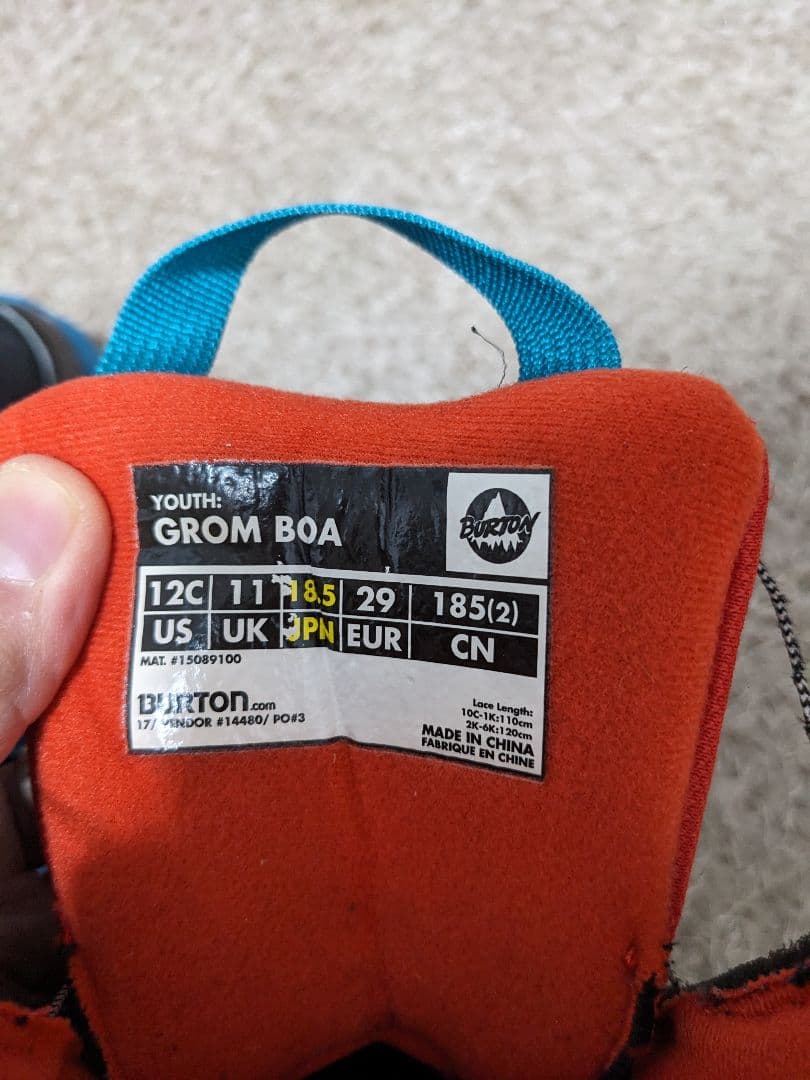 YOUTH:
GROM BOA
BURTON
12C 11 18.5 29 185(2)
US UK JPN EUR CN
MAT. #15089100
BURTON.com
17/ VENDOR #14480/ PO#3
Lace Length:
10C-1K:110cm
2K-6K:120cm
MADE IN CHINA
FABRIQUE EN CHINE